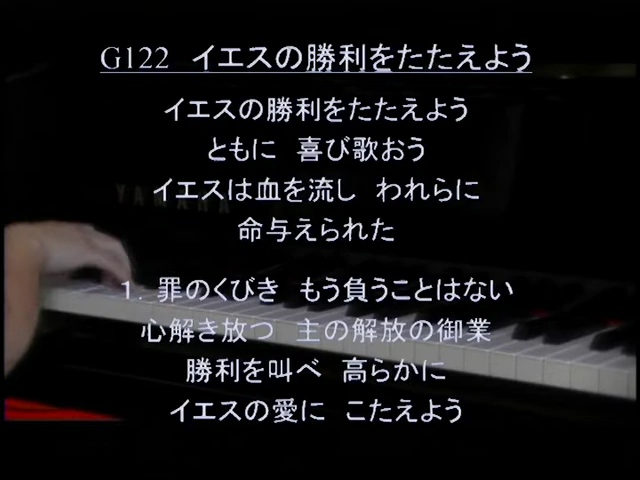 G122 イエスの勝利をたたえよう
イエスの勝利をたたえよう
ともに 喜び歌おう
イエスは血を流し われらに
命与えられた
YAMAHA
１．罪のくびき もう負うことはない
心解き放つ 主の解放の御業
勝利を叫べ 高らかに
イエスの愛に こたえよう